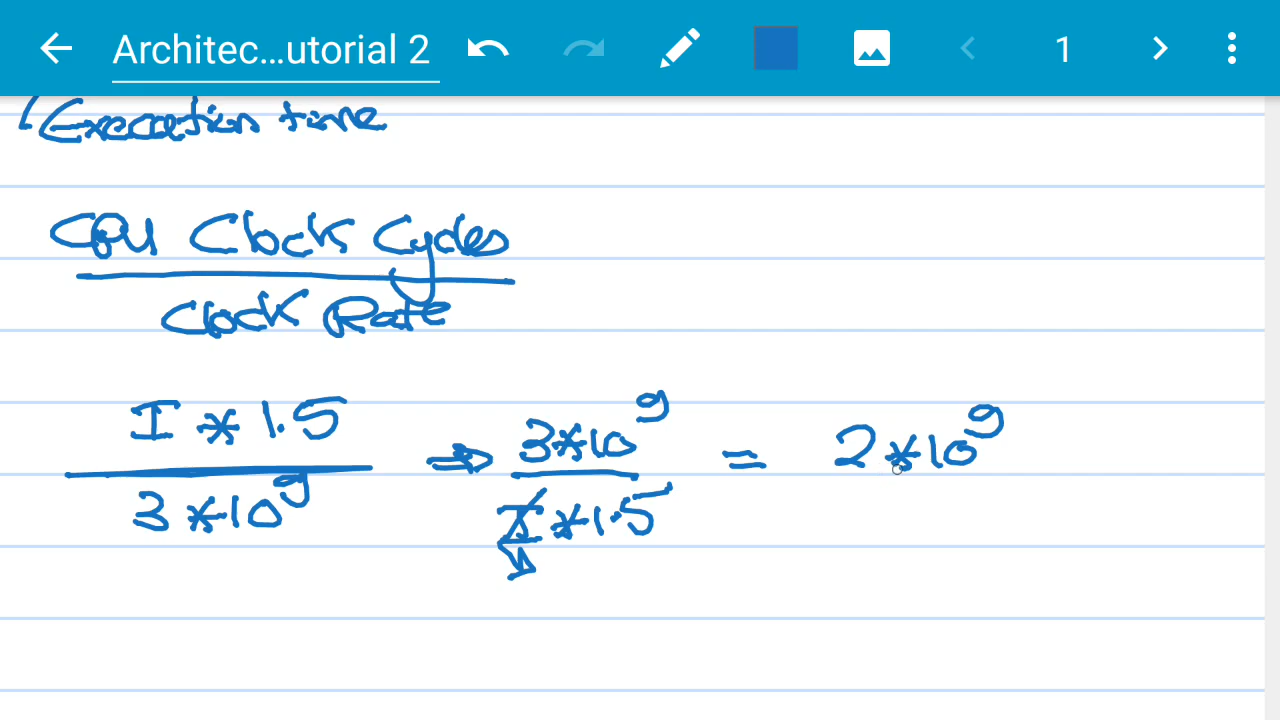 Architec...utorial 2
1
Execution time
CPU Clock Cycles
Clock Rate
I * 1.5
3 * 10^9
⇒
3 * 10^9
I * 1.5
= 2 * 10^9